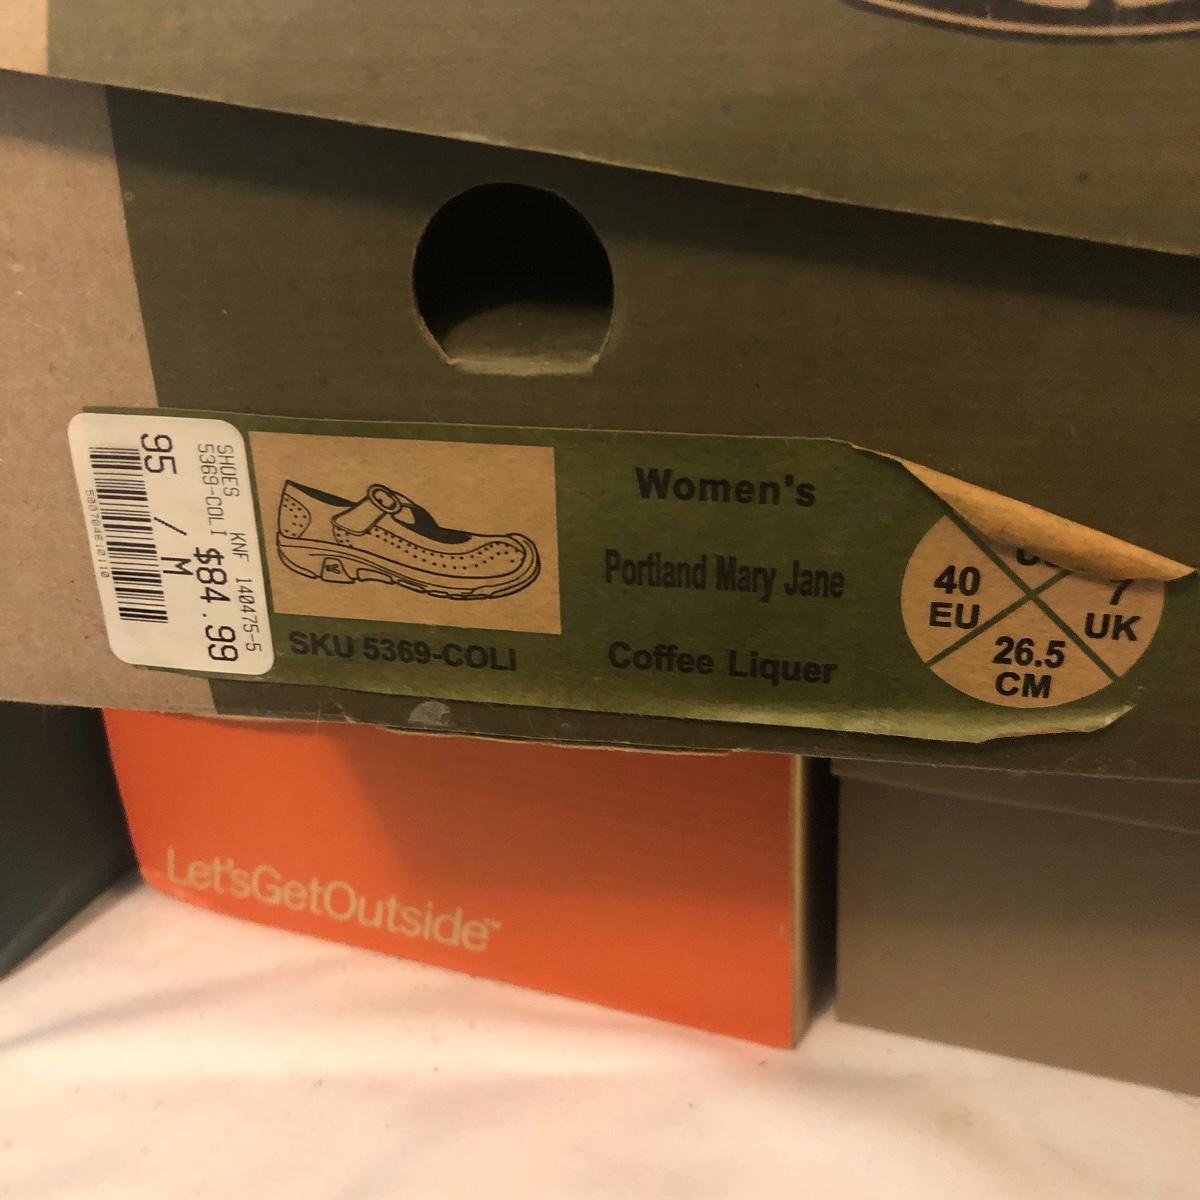 SHOES KNF 140475-5
5369-COLI $84.99
95 / M
Women's
Portland Mary Jane
Coffee Liquer
SKU 5369-COLI
40
EU
7
UK
26.5
CM
Let'sGetOutside™